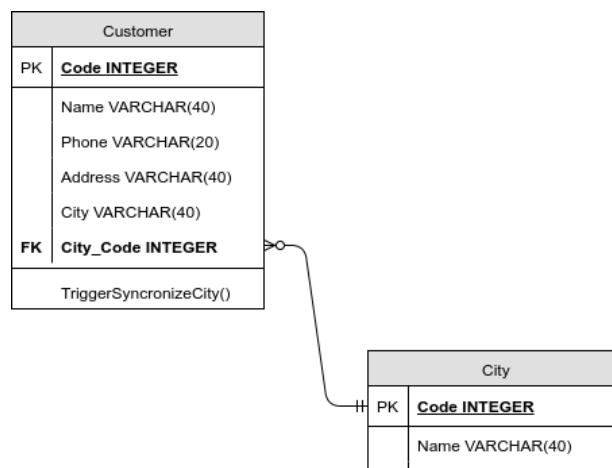 Customer
PK Code INTEGER
Name VARCHAR(40)
Phone VARCHAR(20)
Address VARCHAR(40)
City VARCHAR(40)
FK City_Code INTEGER
TriggerSyncronizeCity()
City
PK Code INTEGER
Name VARCHAR(40)